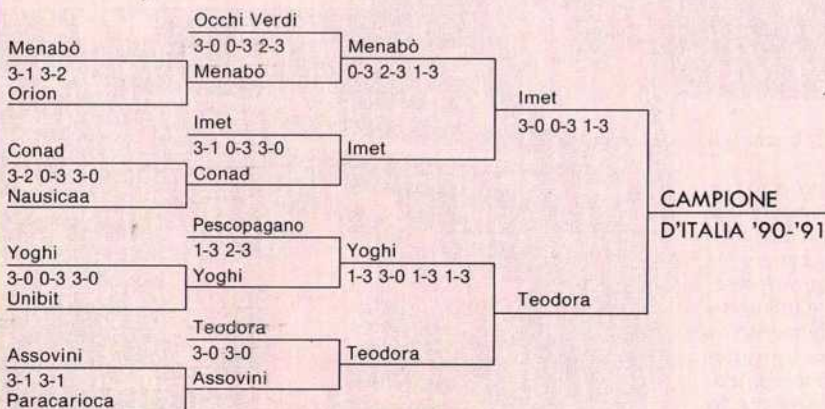 Menabò
3-1 3-2
Orion
Conad
3-2 0-3 3-0
Nausicaa
Yoghi
3-0 0-3 3-0
Unibit
Assovini
3-1 3-1
Paracarioca
Occhi Verdi
3-0 0-3 2-3
Menabò
Imet
3-1 0-3 3-0
Conad
Pescopagano
1-3 2-3
Yoghi
Teodora
3-0 3-0
Assovini
Menabò
0-3 2-3 1-3
Imet
Yoghi
1-3 3-0 1-3 1-3
Teodora
Imet
3-0 0-3 1-3
Teodora
CAMPIONE
D'ITALIA '90-'91